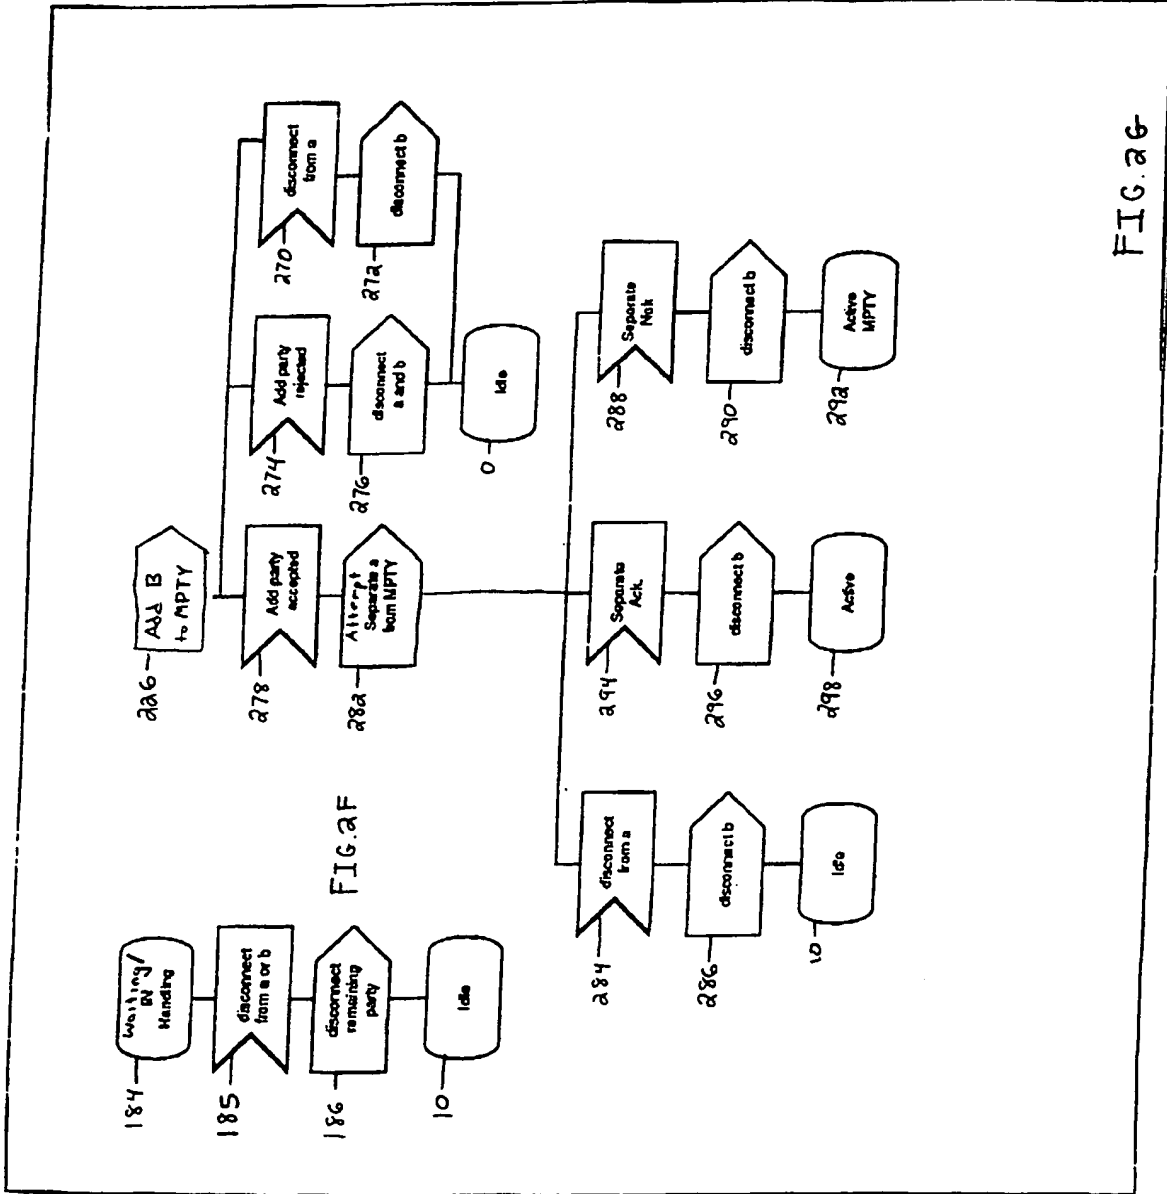 184
Waiting/
IN
Handling
185
disconnect
from a or b
186
disconnect
remaining
party
10
Idle
FIG. 2F
226
Add B
to MPTY
278
Add party
accepted
282
Attempt
Separate a
from MPTY
274
Add party
rejected
276
disconnect
a and b
0
Idle
270
disconnect
from a
272
disconnect b
284
disconnect
from a
286
disconnect b
10
Idle
294
Separate
Ack.
296
disconnect b
298
Active
288
Separate
Nak
290
disconnect b
292
Active
MPTY
FIG. 2G